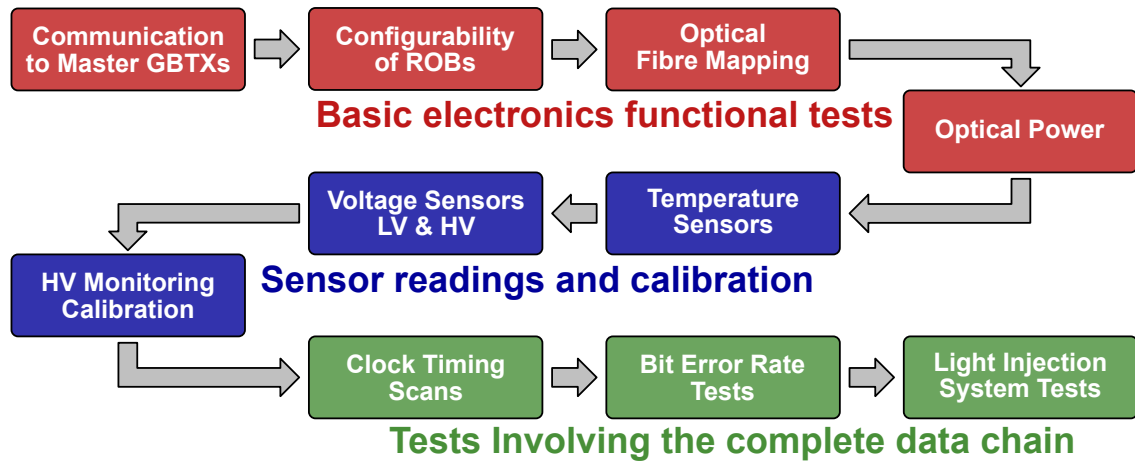 Communication
to Master GBTXs
Configurability
of ROBs
Optical
Fibre Mapping
Basic electronics functional tests
Optical Power
Voltage Sensors
LV & HV
Temperature
Sensors
HV Monitoring
Calibration
Sensor readings and calibration
Clock Timing
Scans
Bit Error Rate
Tests
Light Injection
System Tests
Tests Involving the complete data chain